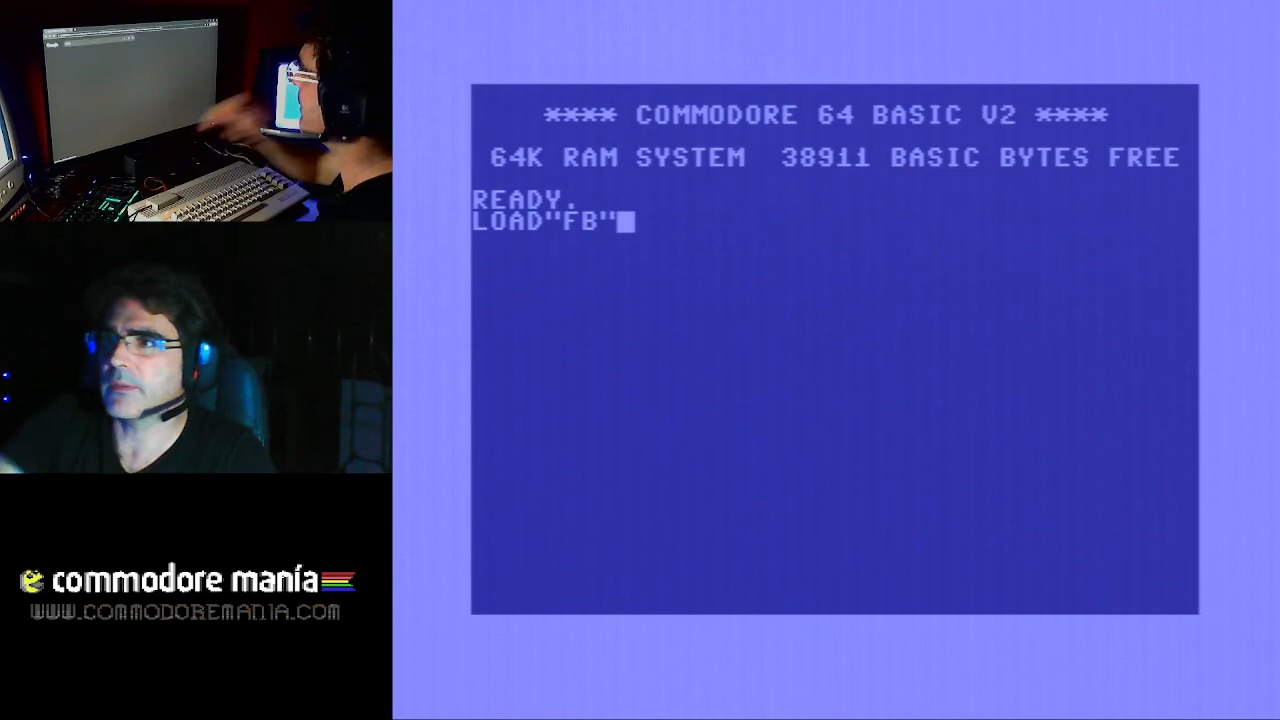 **** COMMODORE 64 BASIC V2 ****
64K RAM SYSTEM  38911 BASIC BYTES FREE
READY.
LOAD"FB"
commodore manía
WWW.COMMODOREMANIA.COM